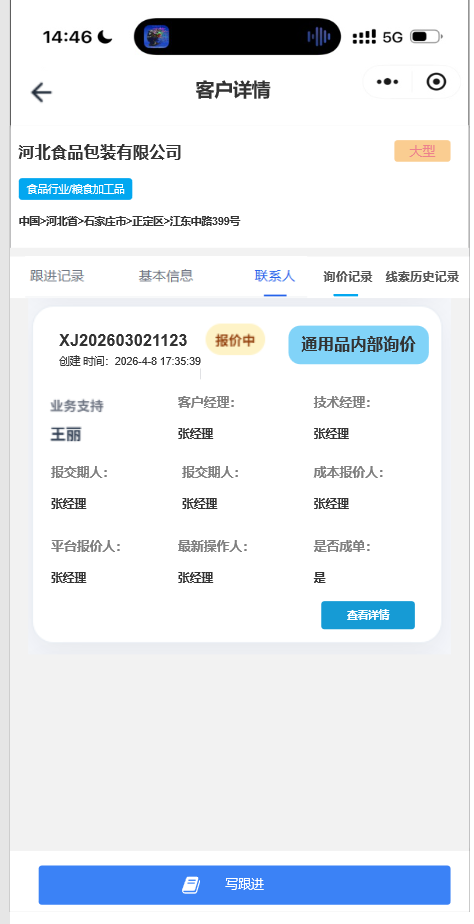 14:46 5G
客户详情
河北食品包装有限公司 大型
食品行业/粮食加工品
中国>河北省>石家庄市>正定区>江东中路399号
跟进记录 基本信息 联系人 询价记录 线索历史记录
XJ202603021123 报价中 通用品内部询价
创建 时间：2026-4-8 17:35:39
业务支持 客户经理： 技术经理：
王丽 张经理 张经理
报交期人： 报交期人： 成本报价人：
张经理 张经理 张经理
平台报价人： 最新操作人： 是否成单：
张经理 张经理 是
查看详情
写跟进